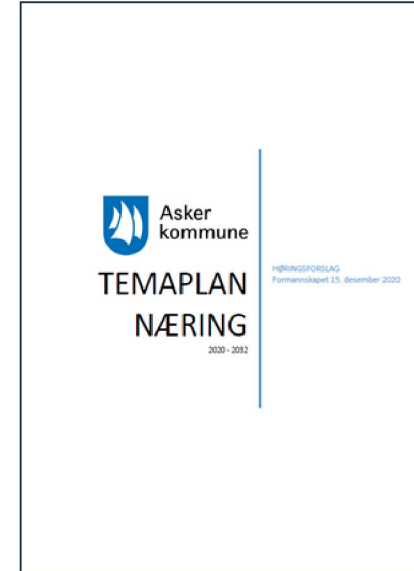 Asker
kommune
TEMAPLAN
NÆRING
2020 - 2032
HØRINGSFORSLAG
Formannskapet 15. desember 2020